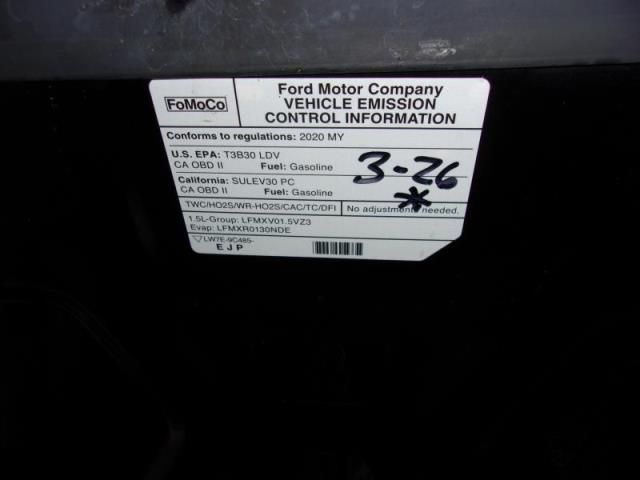 FoMoCo
Ford Motor Company
VEHICLE EMISSION
CONTROL INFORMATION
Conforms to regulations: 2020 MY
U.S. EPA: T3B30 LDV
CA OBD II Fuel: Gasoline
California: SULEV30 PC
CA OBD II Fuel: Gasoline
3-26
*
TWC/HO2S/WR-HO2S/CAC/TC/DFI No adjustments needed.
1.5L-Group: LFMXV01.5VZ3
Evap: LFMXR0130NDE
LW7E-9C485-
E J P